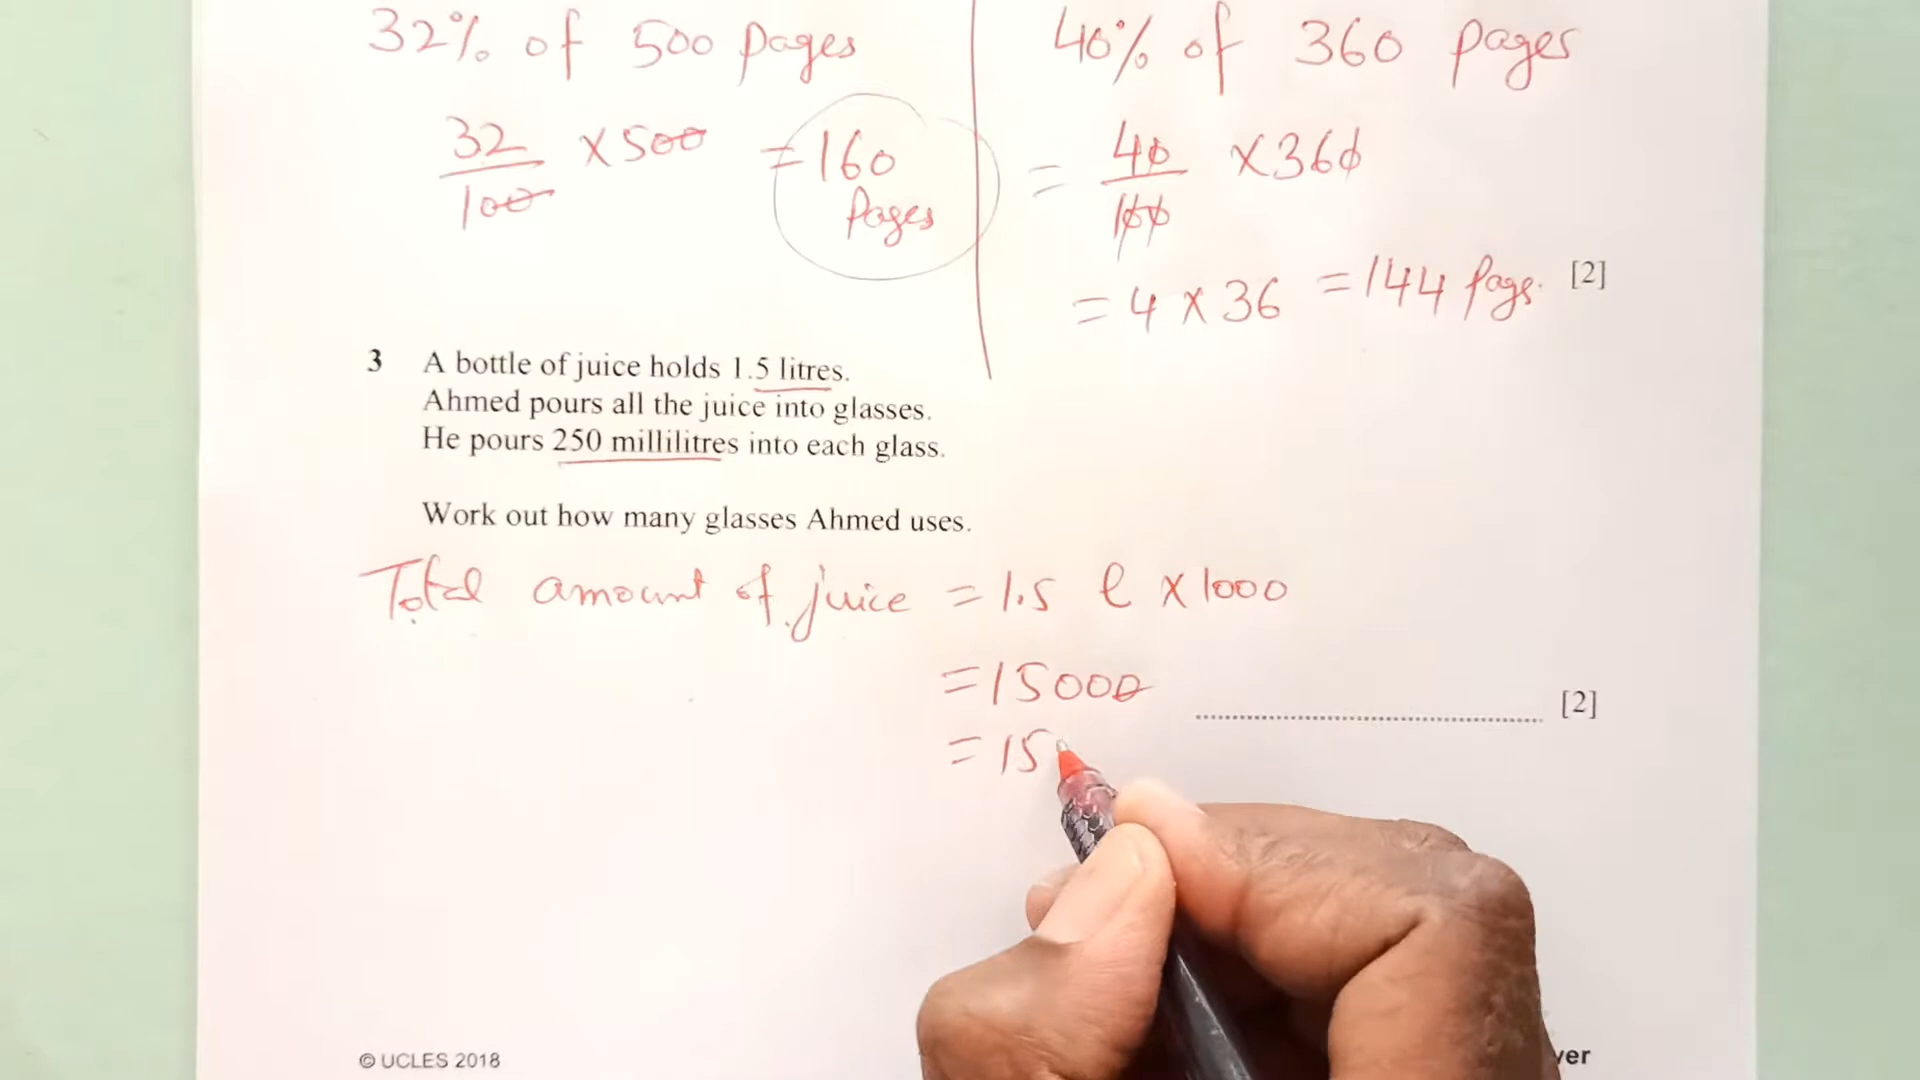 32% of 500 pages
32/100 × 500 = 160 Pages
40% of 360 pages
= 40/100 × 360
= 4 × 36 = 144 Pags. [2]
3 A bottle of juice holds 1.5 litres.
Ahmed pours all the juice into glasses.
He pours 250 millilitres into each glass.
Work out how many glasses Ahmed uses.
Total amount of juice = 1.5 l × 1000
= 15000
[2]
= 15
© UCLES 2018